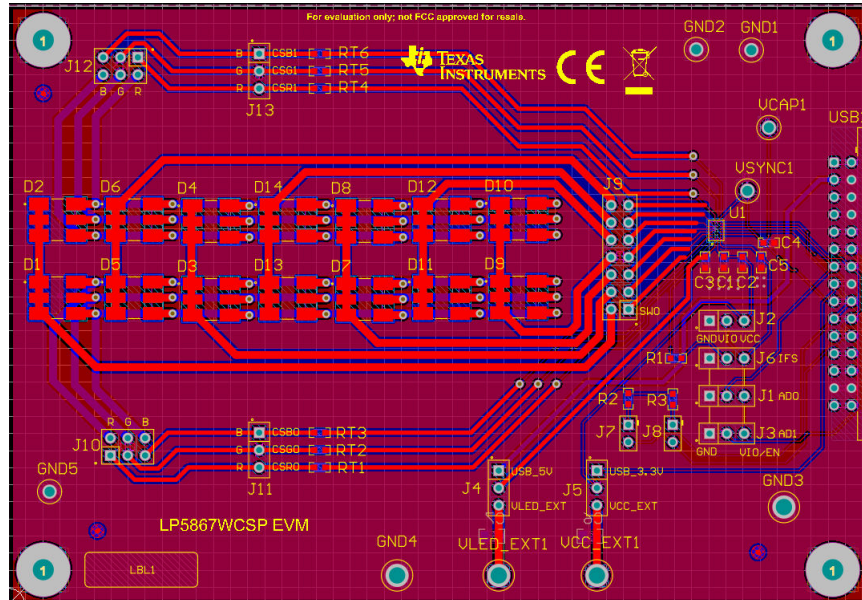 For evaluation only; not FCC approved for resale.
GND2
GND1
1
1
J12
B
CSB1
RT6
G
CSG1
RT5
R
CSR1
RT4
B G R
J13
TEXAS
INSTRUMENTS
CE
VCAP1
USB1
VSYNC1
D2
D6
D4
D14
D8
D12
D10
J9
U1
C4
D1
D5
D3
D13
D7
D11
D9
C3
C1
C2
C5
SW0
J2
GND VIO VCC
R1
J6
IFS
R2
R3
J1
AD0
J7
J8
J3
AD1
GND
VIO/EN
R G B
J10
B
CSB0
RT3
G
CSG0
RT2
R
CSR0
RT1
J11
GND5
J4
USB_5V
VLED_EXT
J5
USB_3.3V
VCC_EXT
GND3
LP5867WCSP EVM
GND4
VLED_EXT1
VCC_EXT1
1
LBL1
1